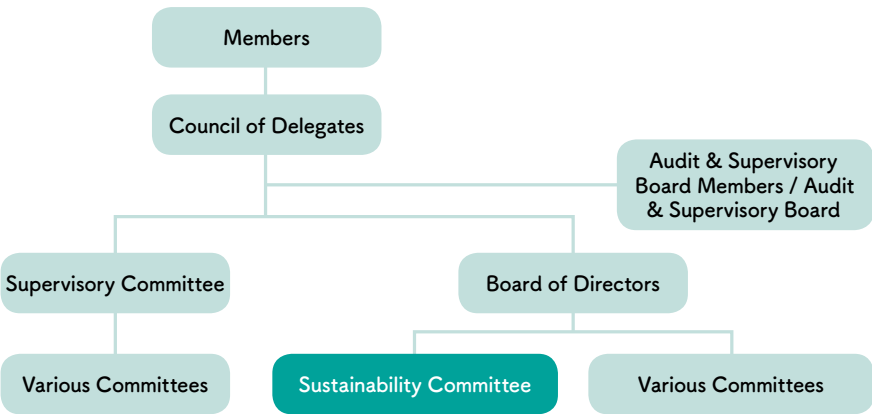 Members
Council of Delegates
Audit & Supervisory
Board Members / Audit
& Supervisory Board
Supervisory Committee
Board of Directors
Various Committees
Sustainability Committee
Various Committees